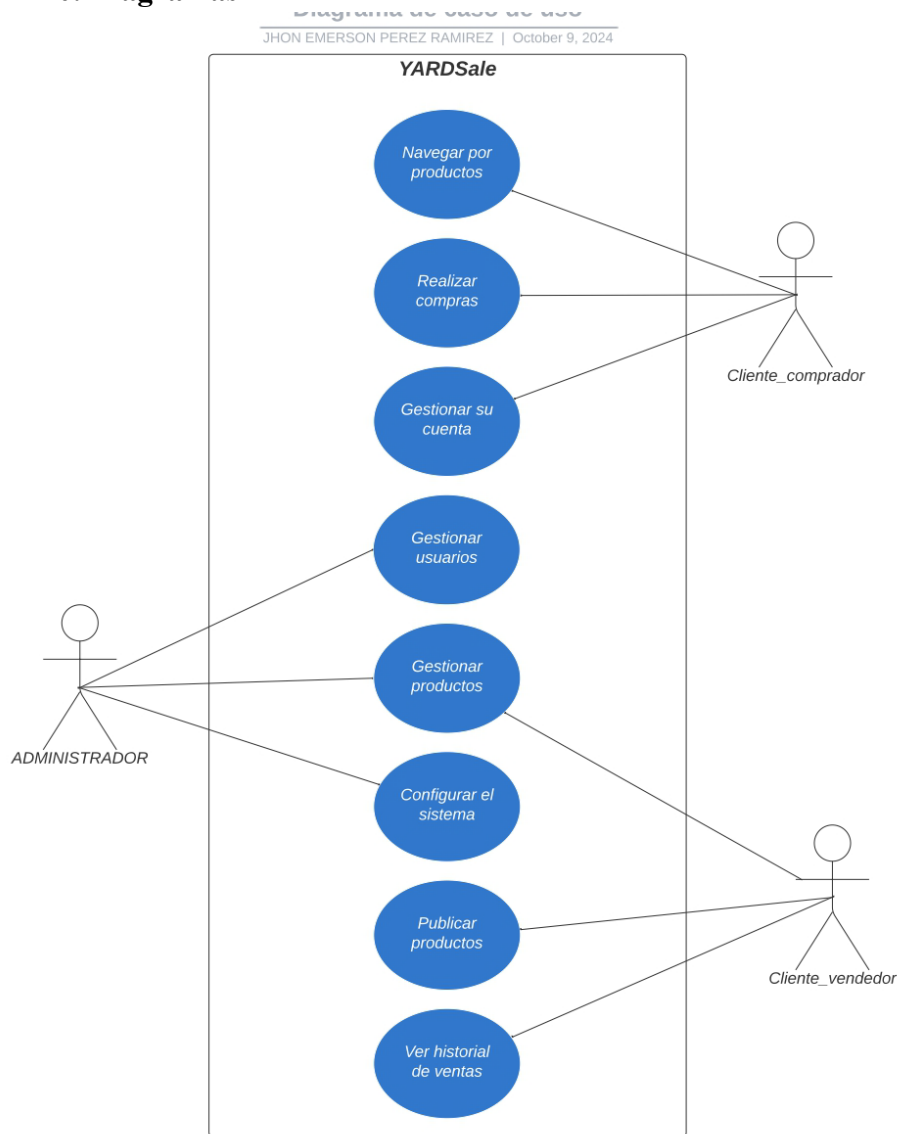 Diagrama de caso de uso
JHON EMERSON PEREZ RAMIREZ | October 9, 2024
YARDSale
Navegar por
productos
Realizar
compras
Cliente_comprador
Gestionar su
cuenta
Gestionar
usuarios
Gestionar
productos
ADMINISTRADOR
Configurar el
sistema
Publicar
productos
Cliente_vendedor
Ver historial
de ventas